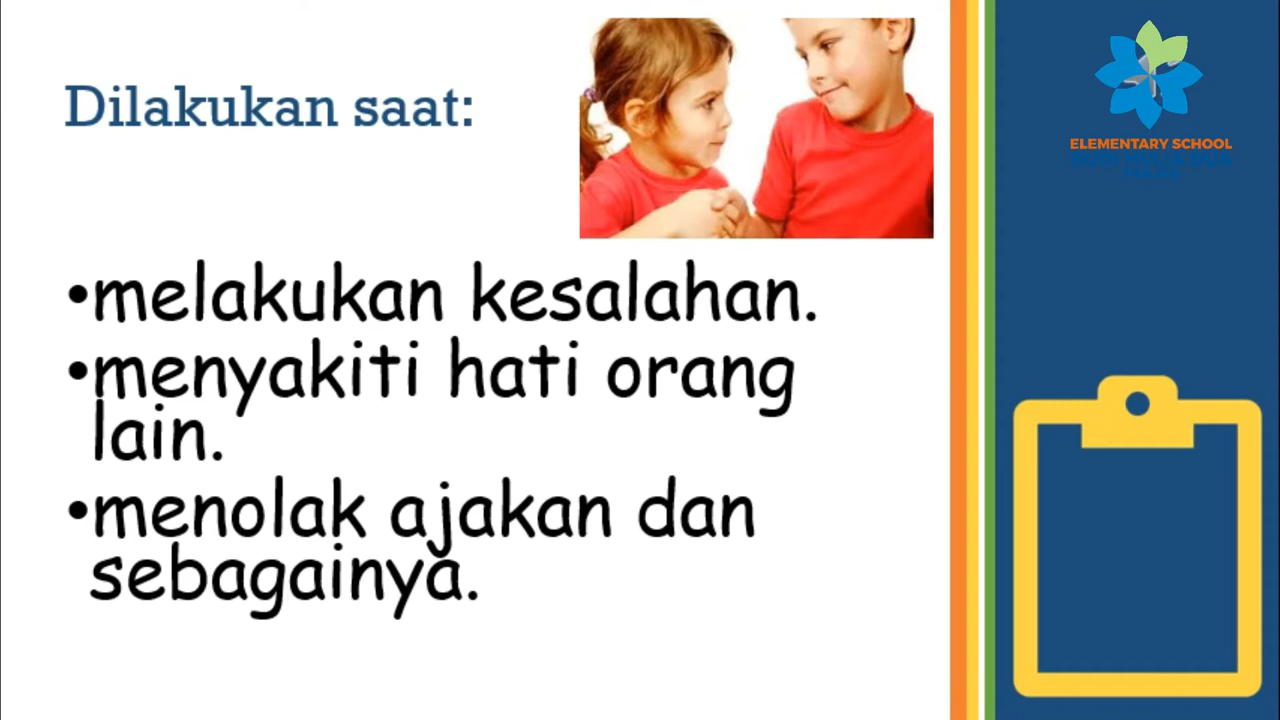 Dilakukan saat:
ELEMENTARY SCHOOL
•melakukan kesalahan.
•menyakiti hati orang
lain.
•menolak ajakan dan
sebagainya.